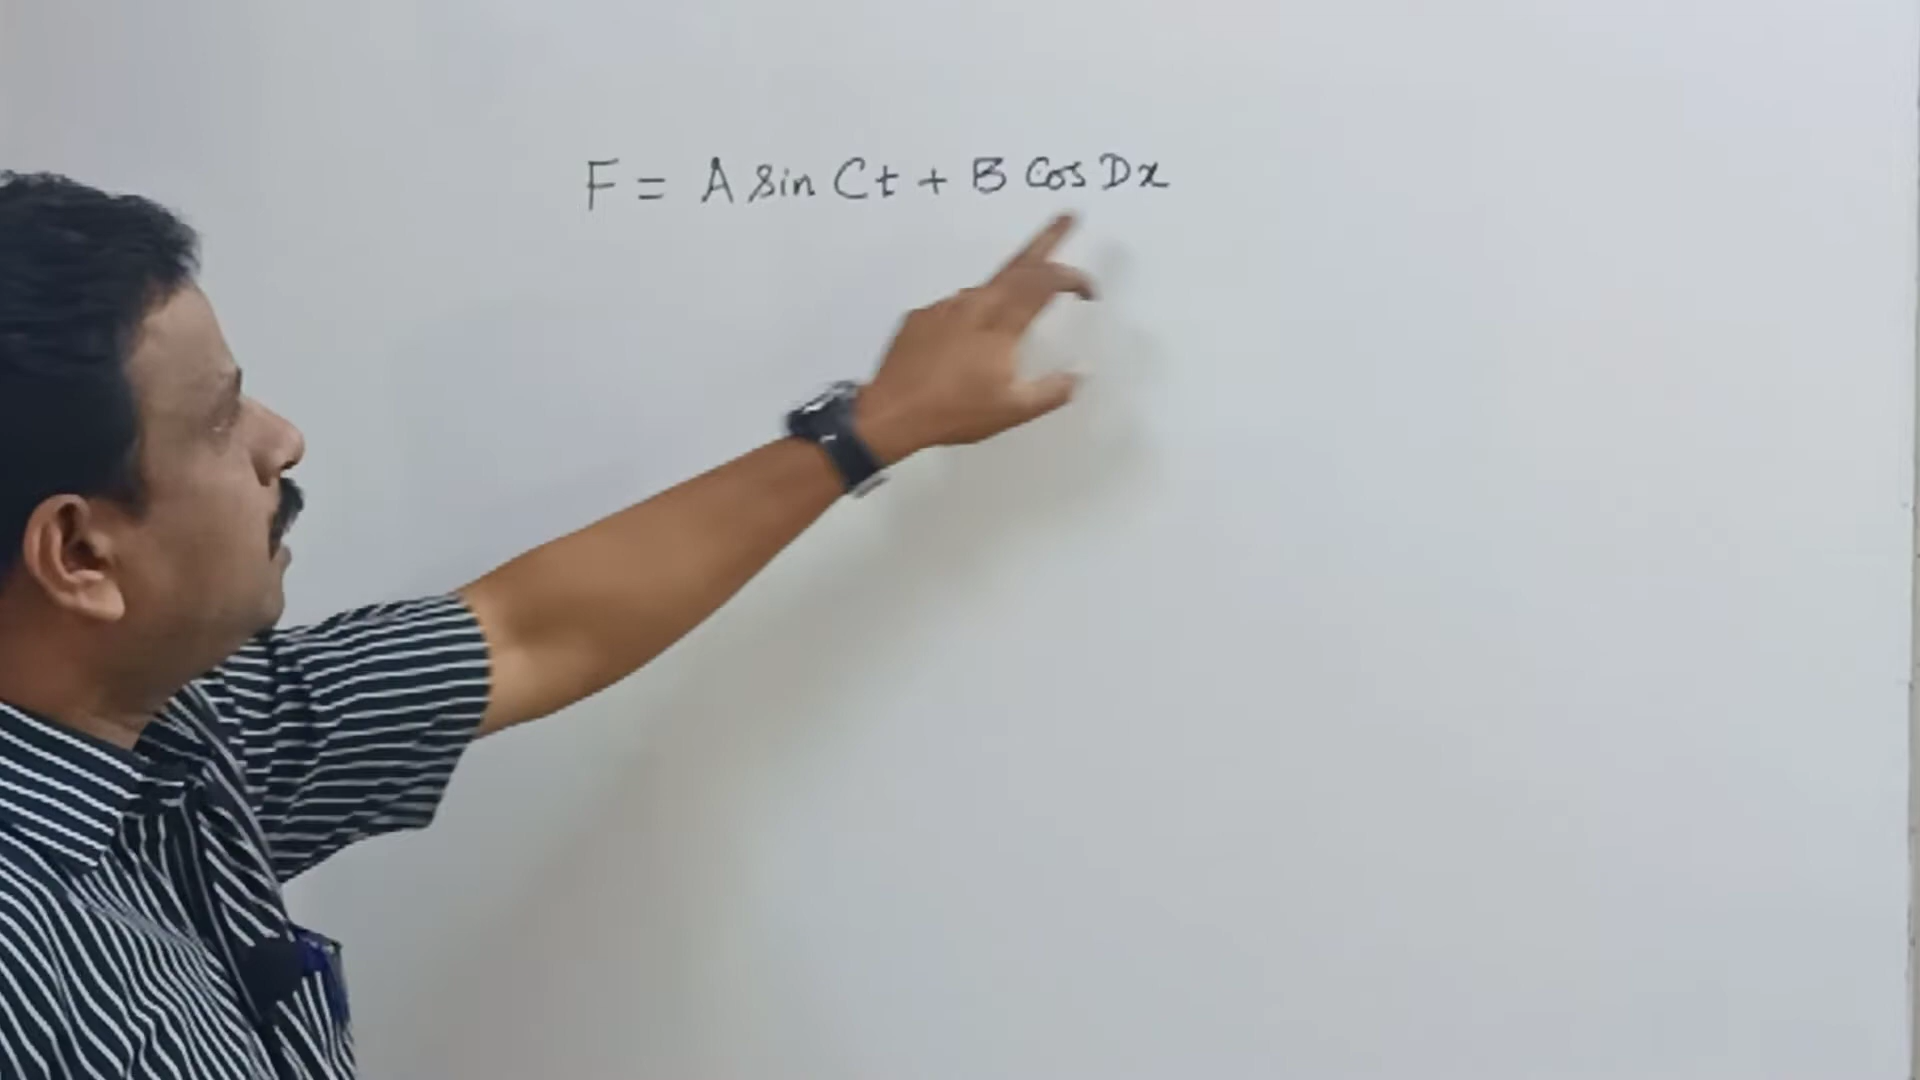 F = A sin Ct + B Cos Dx